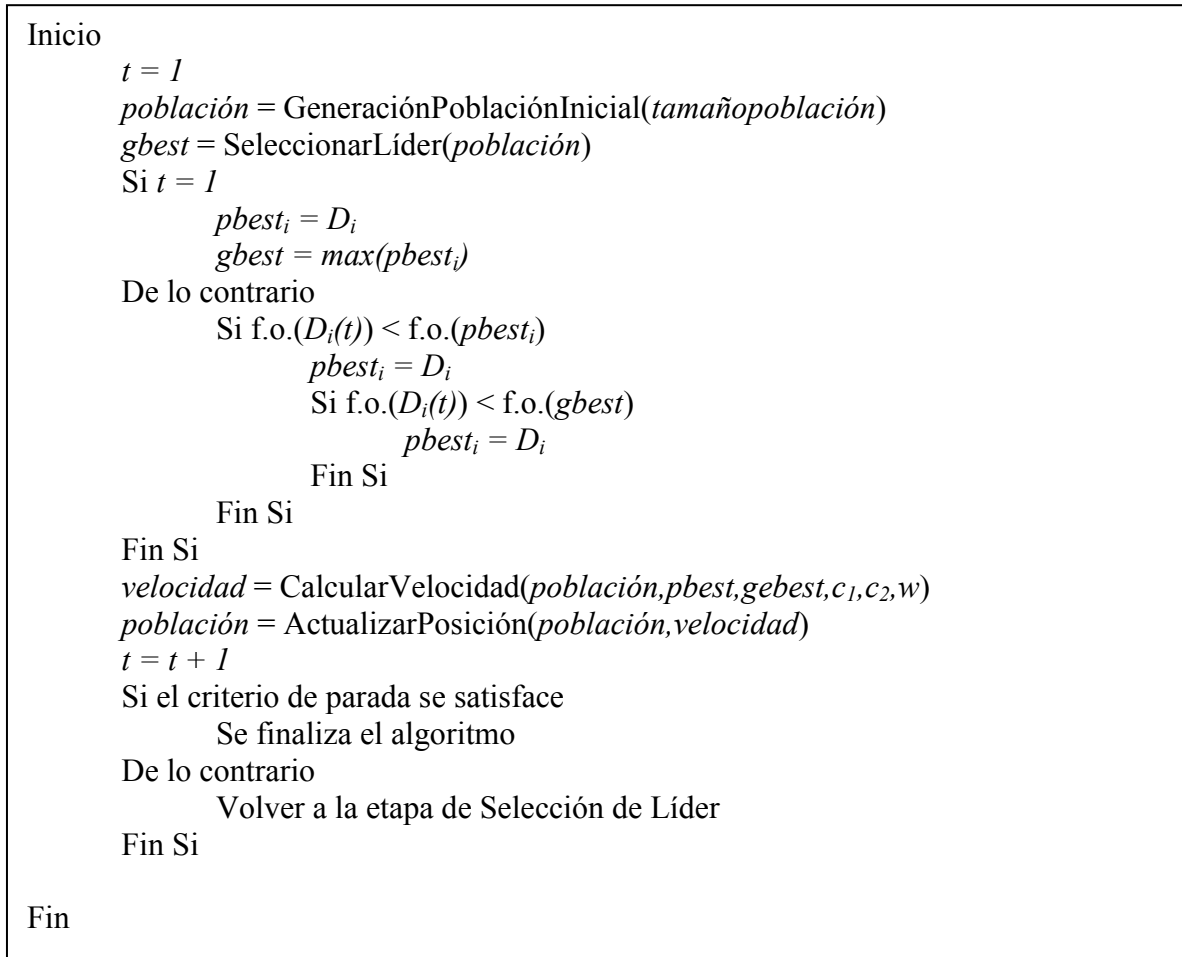 Inicio
t = 1
población = GeneraciónPoblaciónInicial(tamañopoblación)
gbest = SeleccionarLíder(población)
Si t = 1
pbestᵢ = Dᵢ
gbest = max(pbestᵢ)
De lo contrario
Si f.o.(Dᵢ(t)) < f.o.(pbestᵢ)
pbestᵢ = Dᵢ
Si f.o.(Dᵢ(t)) < f.o.(gbest)
pbestᵢ = Dᵢ
Fin Si
Fin Si
Fin Si
velocidad = CalcularVelocidad(población,pbest,gebest,c₁,c₂,w)
población = ActualizarPosición(población,velocidad)
t = t + 1
Si el criterio de parada se satisface
Se finaliza el algoritmo
De lo contrario
Volver a la etapa de Selección de Líder
Fin Si
Fin